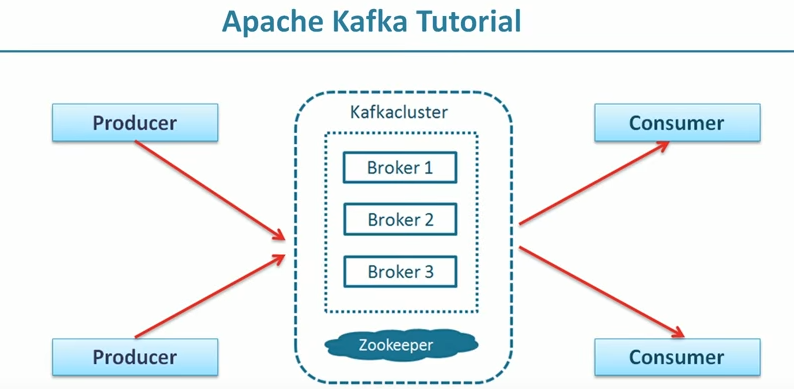 Apache Kafka Tutorial
Producer
Kafkacluster
Consumer
Broker 1
Broker 2
Broker 3
Producer
Zookeeper
Consumer